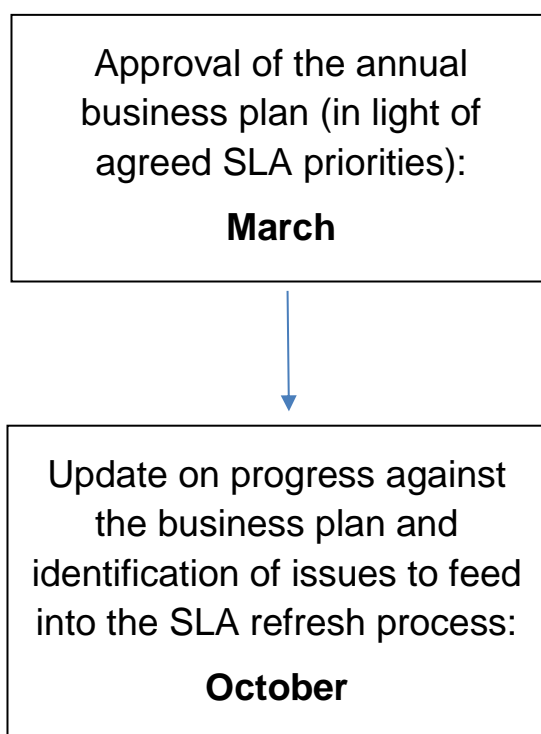 Approval of the annual
business plan (in light of
agreed SLA priorities):
March
Update on progress against
the business plan and
identification of issues to feed
into the SLA refresh process:
October